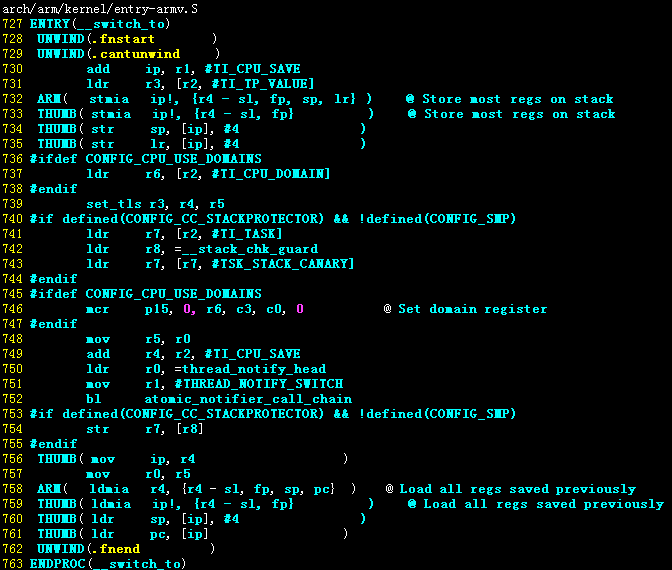 arch/arm/kernel/entry-armv.S
727 ENTRY(__switch_to)
728 UNWIND(.fnstart )
729 UNWIND(.cantunwind )
730 add ip, r1, #TI_CPU_SAVE
731 ldr r3, [r2, #TI_TP_VALUE]
732 ARM( stmia ip!, {r4 - sl, fp, sp, lr} ) @ Store most regs on stack
733 THUMB( stmia ip!, {r4 - sl, fp} ) @ Store most regs on stack
734 THUMB( str sp, [ip], #4 )
735 THUMB( str lr, [ip], #4 )
736 #ifdef CONFIG_CPU_USE_DOMAINS
737 ldr r6, [r2, #TI_CPU_DOMAIN]
738 #endif
739 set_tls r3, r4, r5
740 #if defined(CONFIG_CC_STACKPROTECTOR) && !defined(CONFIG_SMP)
741 ldr r7, [r2, #TI_TASK]
742 ldr r8, =__stack_chk_guard
743 ldr r7, [r7, #TSK_STACK_CANARY]
744 #endif
745 #ifdef CONFIG_CPU_USE_DOMAINS
746 mcr p15, 0, r6, c3, c0, 0 @ Set domain register
747 #endif
748 mov r5, r0
749 add r4, r2, #TI_CPU_SAVE
750 ldr r0, =thread_notify_head
751 mov r1, #THREAD_NOTIFY_SWITCH
752 bl atomic_notifier_call_chain
753 #if defined(CONFIG_CC_STACKPROTECTOR) && !defined(CONFIG_SMP)
754 str r7, [r8]
755 #endif
756 THUMB( mov ip, r4 )
757 mov r0, r5
758 ARM( ldmia r4, {r4 - sl, fp, sp, pc} ) @ Load all regs saved previously
759 THUMB( ldmia ip!, {r4 - sl, fp} ) @ Load all regs saved previously
760 THUMB( ldr sp, [ip], #4 )
761 THUMB( ldr pc, [ip] )
762 UNWIND(.fnend )
763 ENDPROC(__switch_to)